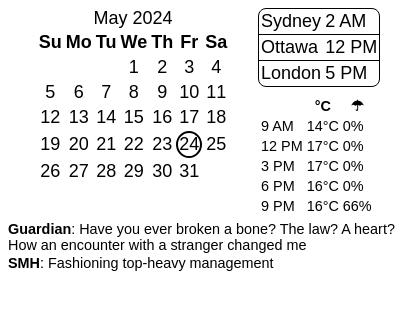 May 2024
Su Mo Tu We Th Fr Sa
1 2 3 4
5 6 7 8 9 10 11
12 13 14 15 16 17 18
19 20 21 22 23 24 25
26 27 28 29 30 31
Sydney 2 AM
Ottawa 12 PM
London 5 PM
°C ☂
9 AM 14°C 0%
12 PM 17°C 0%
3 PM 17°C 0%
6 PM 16°C 0%
9 PM 16°C 66%
Guardian: Have you ever broken a bone? The law? A heart?
How an encounter with a stranger changed me
SMH: Fashioning top-heavy management